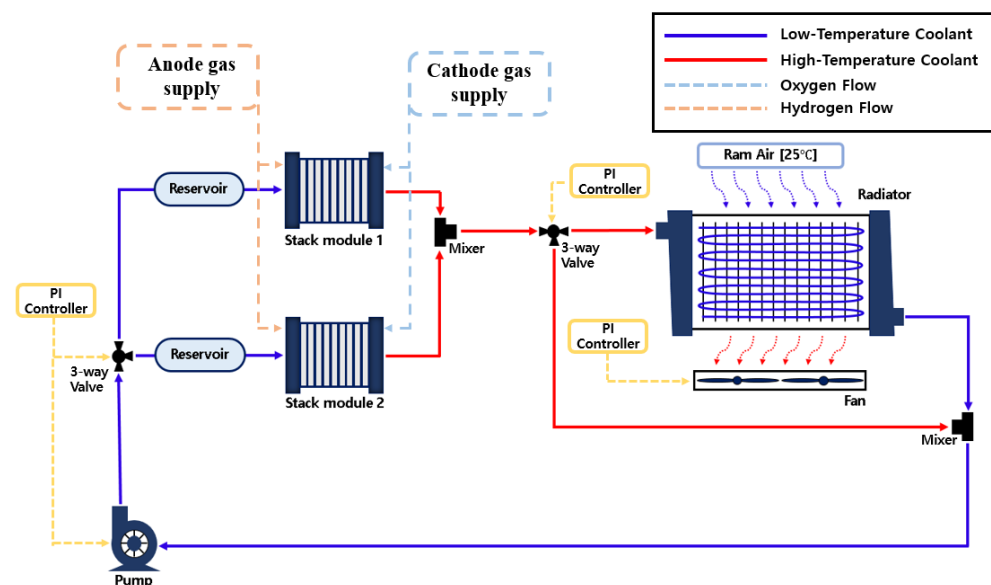 Anode gas
supply
Cathode gas
supply
Low-Temperature Coolant
High-Temperature Coolant
Oxygen Flow
Hydrogen Flow
Ram Air [25℃]
PI
Controller
Radiator
Reservoir
Stack module 1
Mixer
3-way
Valve
PI
Controller
PI
Controller
Reservoir
3-way
Valve
Stack module 2
Fan
Mixer
Pump